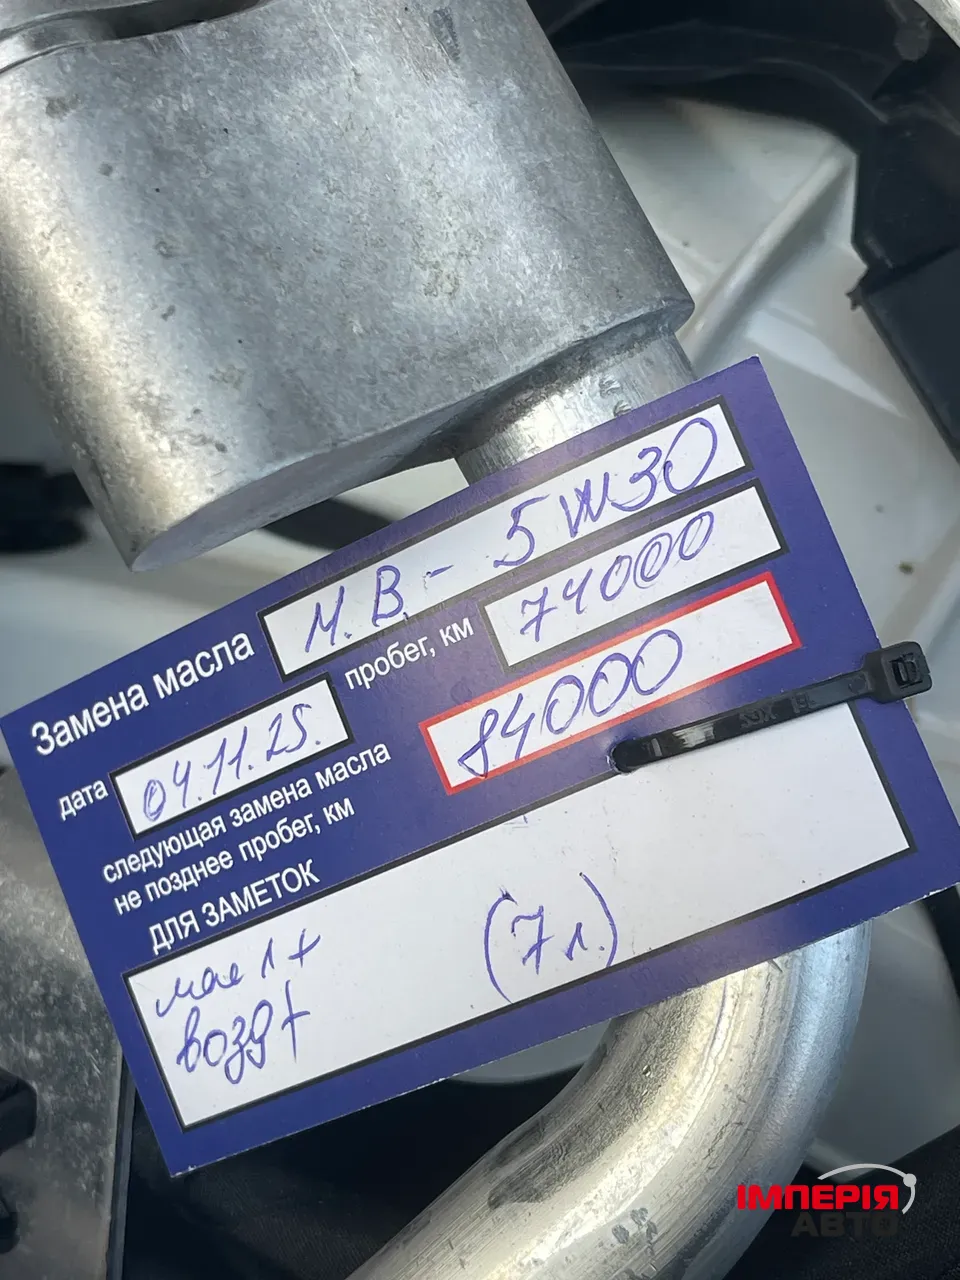 Замена масла М.В. - 5W30
пробег, км 74000
дата 04.11.25.
следующая замена масла
не позднее пробег, км 84000
ДЛЯ ЗАМЕТОК
масл + (7 л.)
возд +
ІМПЕРІЯ
АВТО